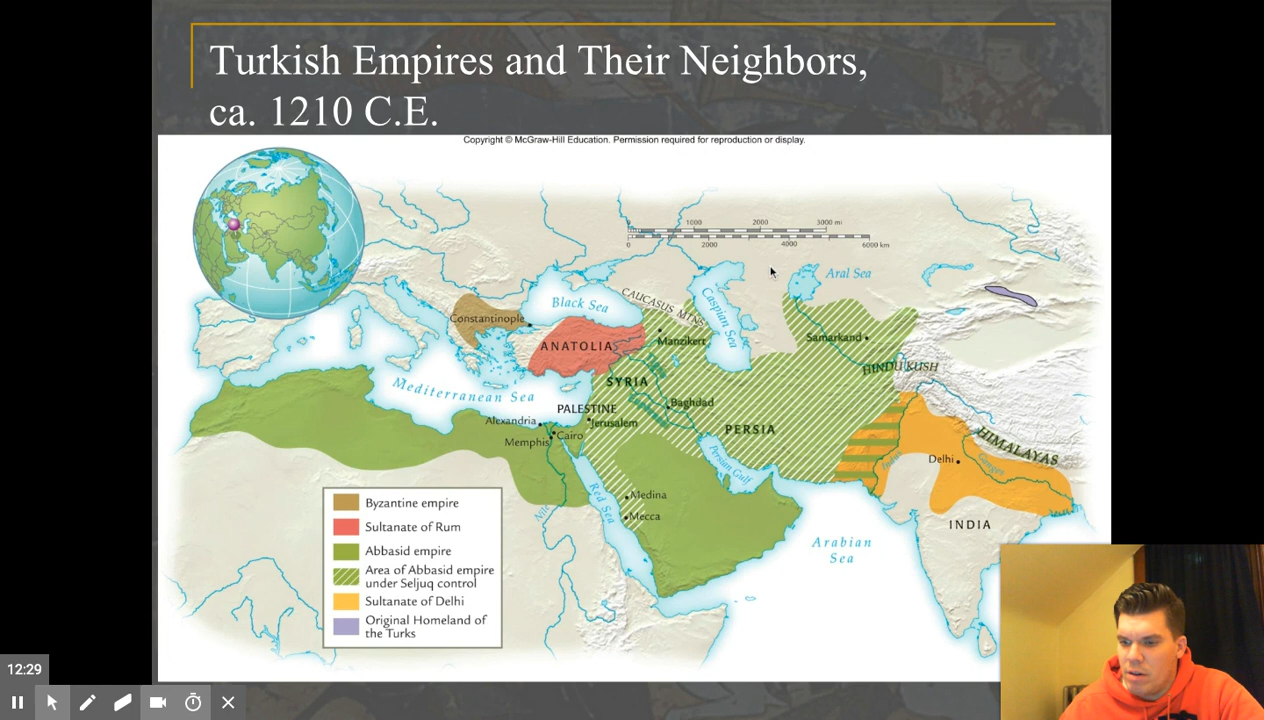 Turkish Empires and Their Neighbors,
ca. 1210 C.E.
Copyright © McGraw-Hill Education. Permission required for reproduction or display.
0 1000 2000 3000 mi
0 2000 4000 6000 km
Aral Sea
Black Sea
CAUCASUS MTNS
Caspian Sea
Constantinople
ANATOLIA
Manzikert
Samarkand
HINDU KUSH
SYRIA
Mediterranean Sea
Baghdad
PALESTINE
Alexandria
Jerusalem
PERSIA
Cairo
Memphis
HIMALAYAS
Persian Gulf
Indus
Delhi
Ganges
Nile
Red Sea
Medina
Mecca
INDIA
Arabian
Sea
Byzantine empire
Sultanate of Rum
Abbasid empire
Area of Abbasid empire
under Seljuq control
Sultanate of Delhi
Original Homeland of
the Turks
12:29